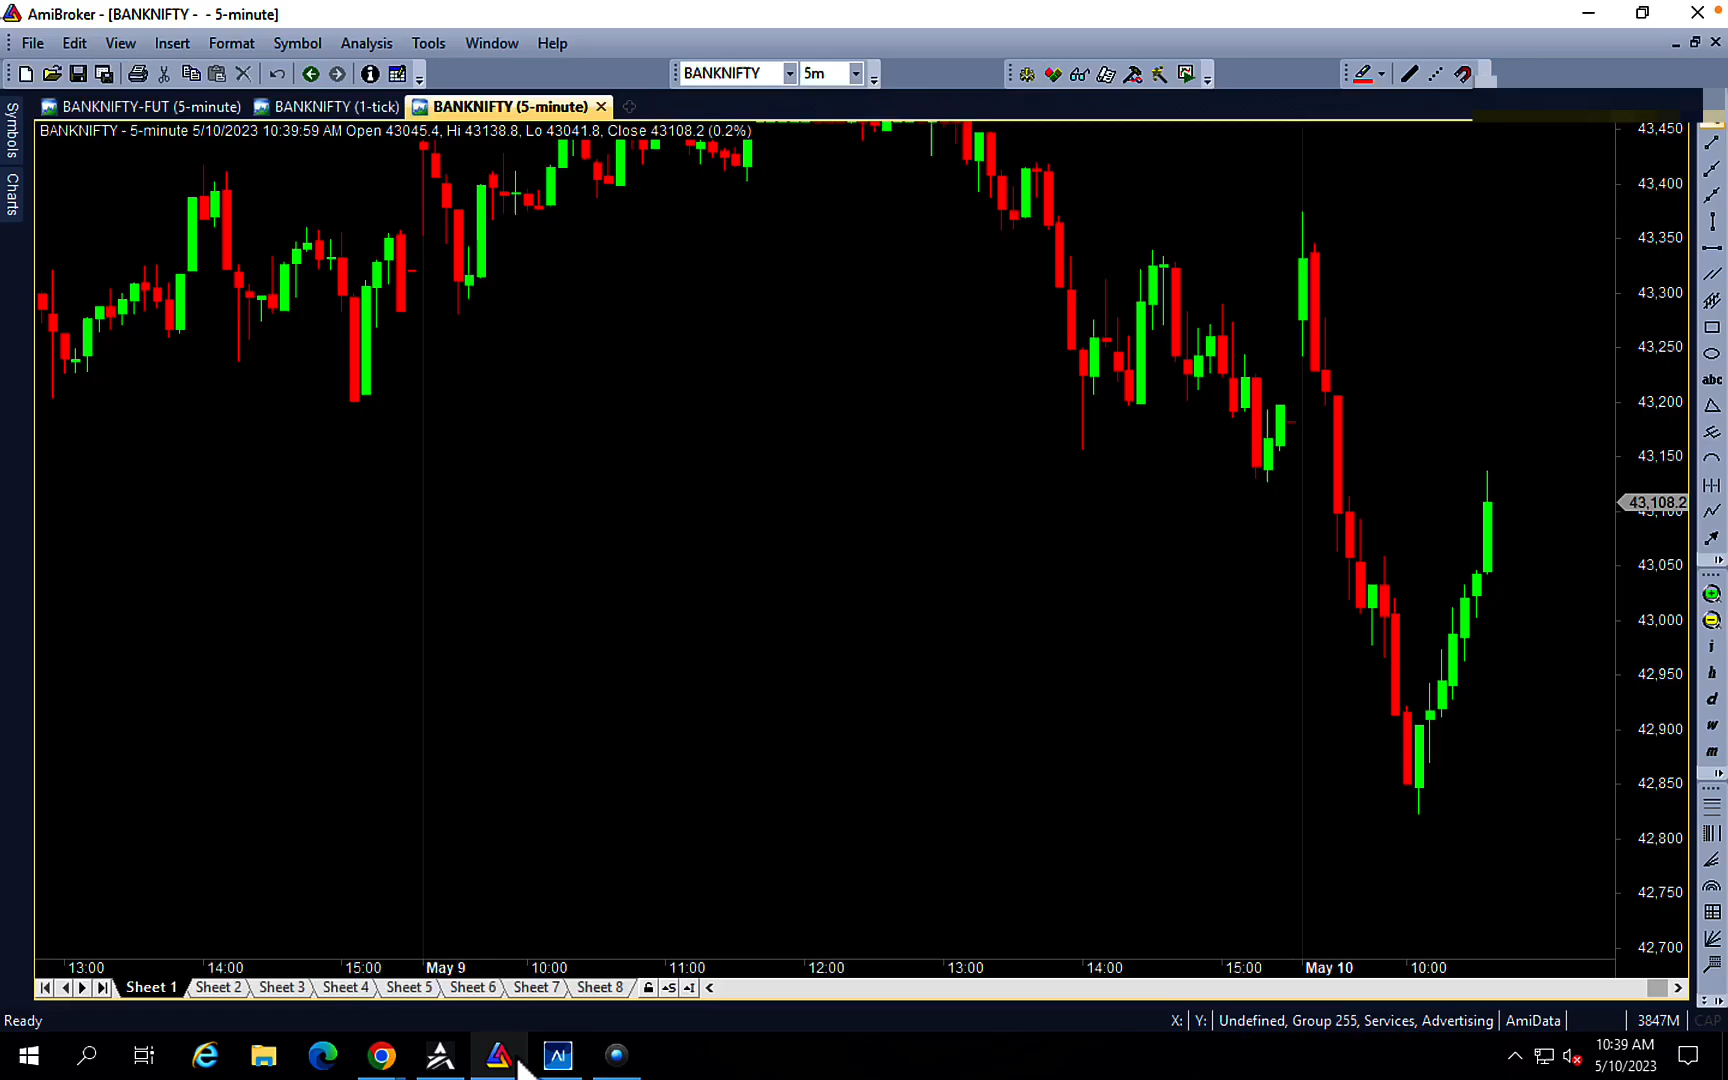 AmiBroker - [BANKNIFTY - - 5-minute]
File Edit View Insert Format Symbol Analysis Tools Window Help
BANKNIFTY 5m
BANKNIFTY-FUT (5-minute) BANKNIFTY (1-tick) BANKNIFTY (5-minute)
BANKNIFTY - 5-minute 5/10/2023 10:39:59 AM Open 43045.4, Hi 43138.8, Lo 43041.8, Close 43108.2 (0.2%)
Symbols
Charts
43,450
43,400
43,350
43,300
43,250
43,200
43,150
43,108.2
43,100
43,050
43,000
42,950
42,900
42,850
42,800
42,750
42,700
abc
i
h
d
w
m
13:00 14:00 15:00 May 9 10:00 11:00 12:00 13:00 14:00 15:00 May 10 10:00
Sheet 1 Sheet 2 Sheet 3 Sheet 4 Sheet 5 Sheet 6 Sheet 7 Sheet 8
Ready X: Y: Undefined, Group 255, Services, Advertising AmiData 3847M CAP
AI
10:39 AM
5/10/2023